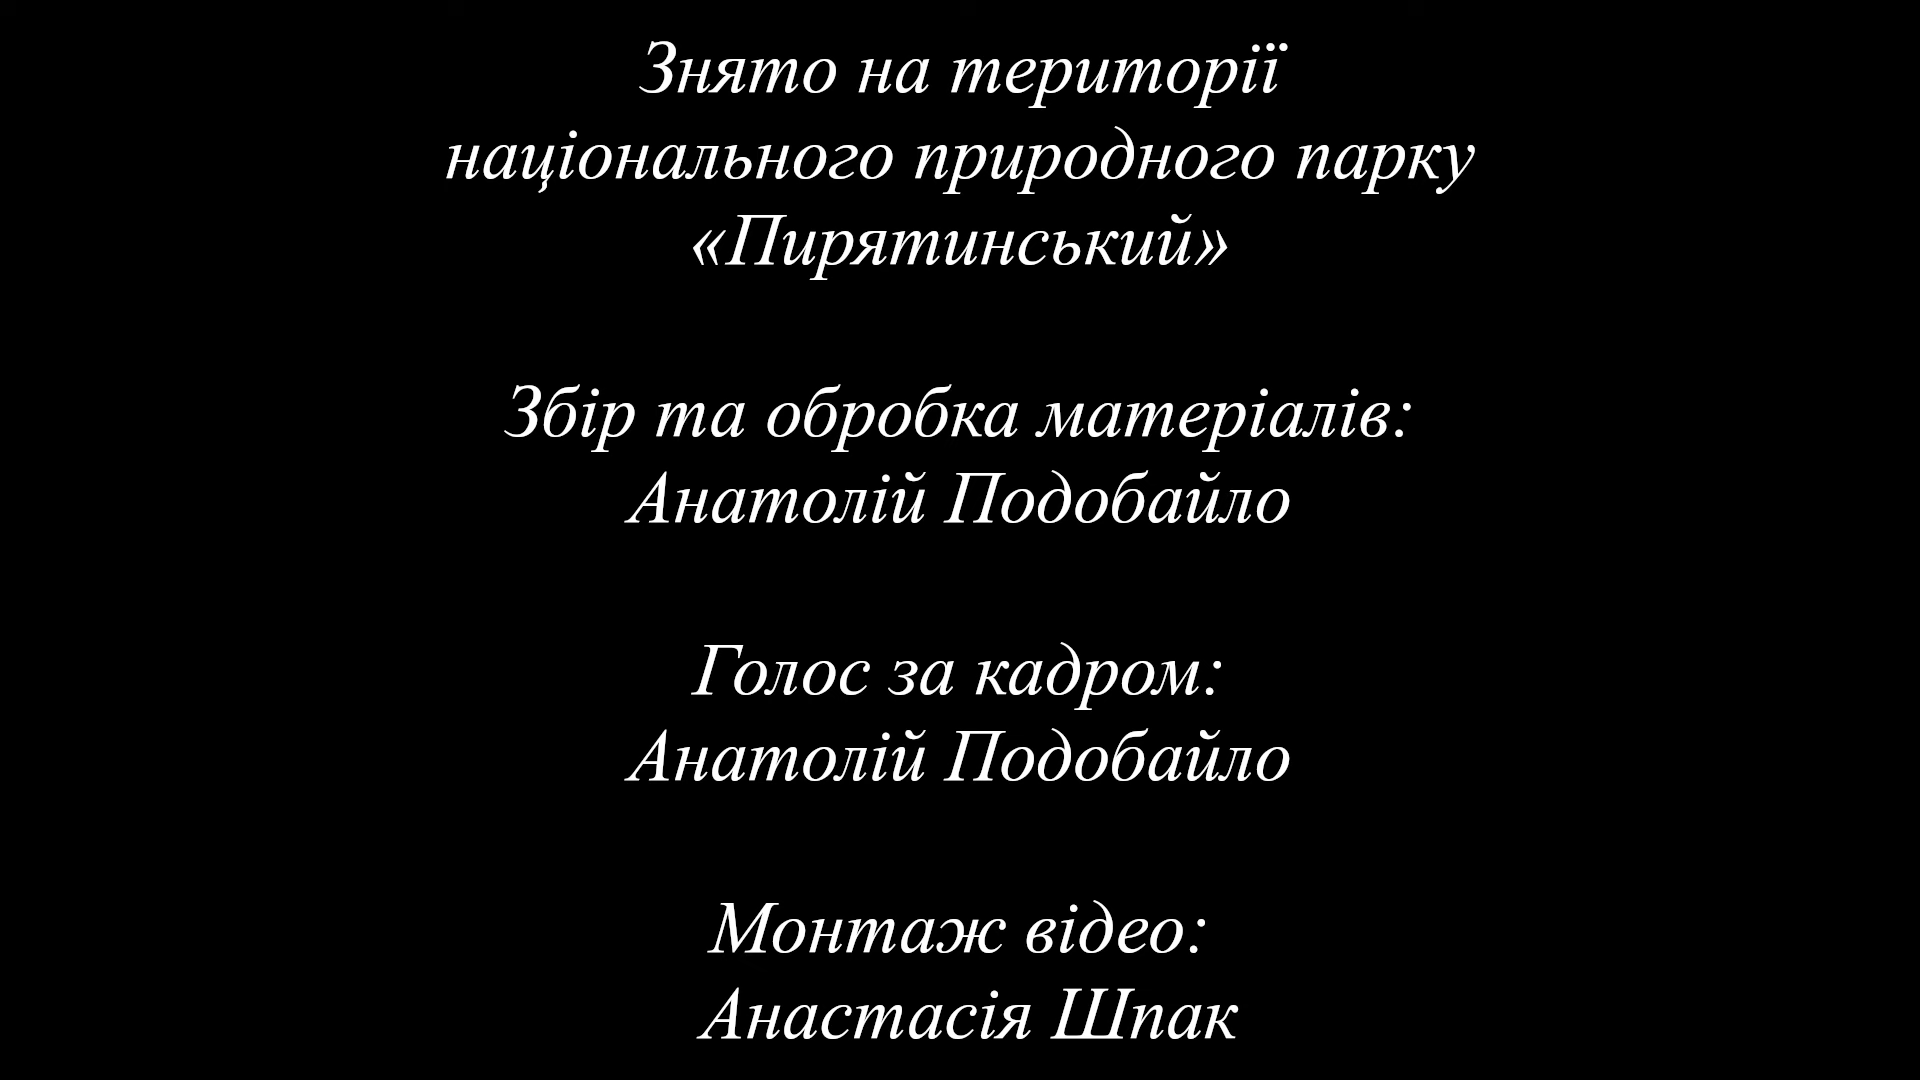 Знято на території
національного природного парку
«Пирятинський»
Збір та обробка матеріалів:
Анатолій Подобайло
Голос за кадром:
Анатолій Подобайло
Монтаж відео:
Анастасія Шпак